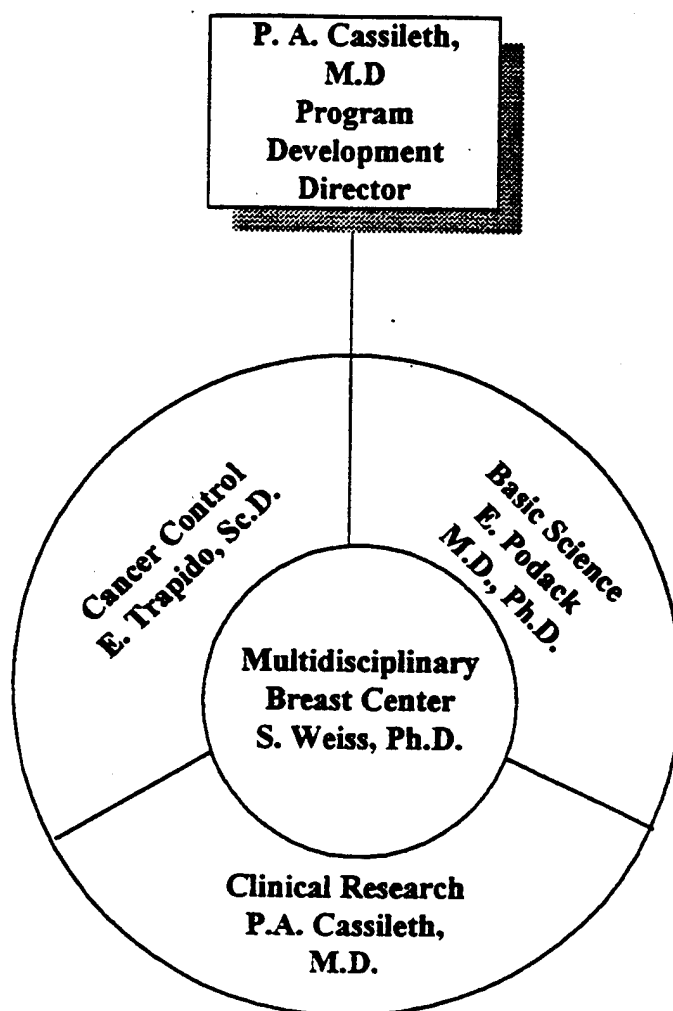 P. A. Cassileth,
M.D
Program
Development
Director
Cancer Control
E. Trapido, Sc.D.
Basic Science
E. Podack
M.D., Ph.D.
Multidisciplinary
Breast Center
S. Weiss, Ph.D.
Clinical Research
P.A. Cassileth,
M.D.